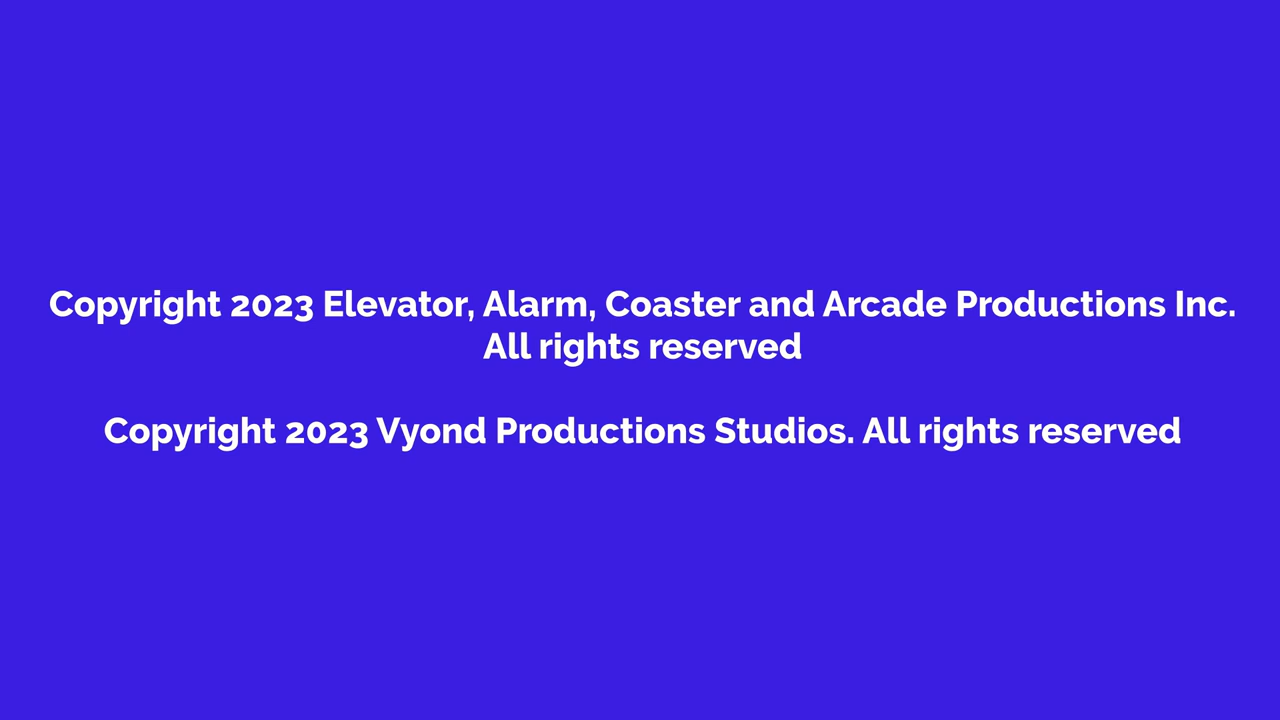 Copyright 2023 Elevator, Alarm, Coaster and Arcade Productions Inc.
All rights reserved
Copyright 2023 Vyond Productions Studios. All rights reserved